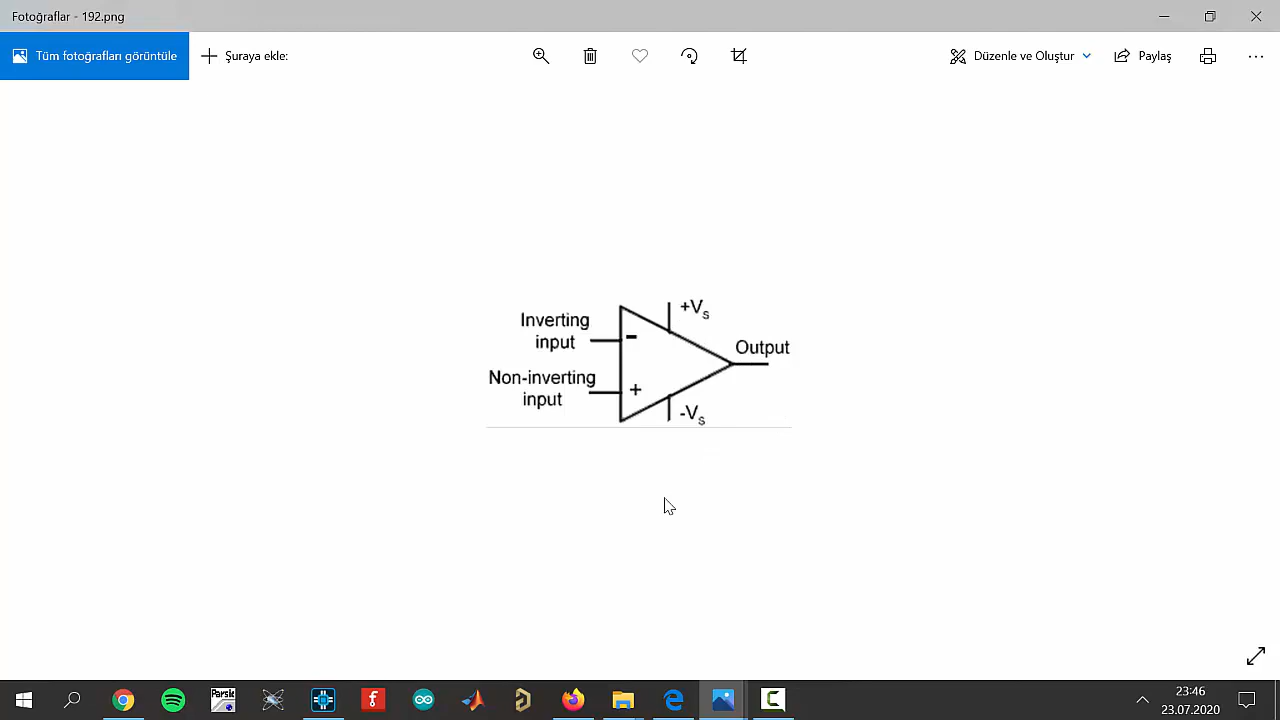 Fotoğraflar - 192.png
Tüm fotoğrafları görüntüle
Şuraya ekle:
Düzenle ve Oluştur
Paylaş
+Vs
Inverting
input
-
Output
Non-inverting
input
+
-Vs
Parsik
23:46
23.07.2020